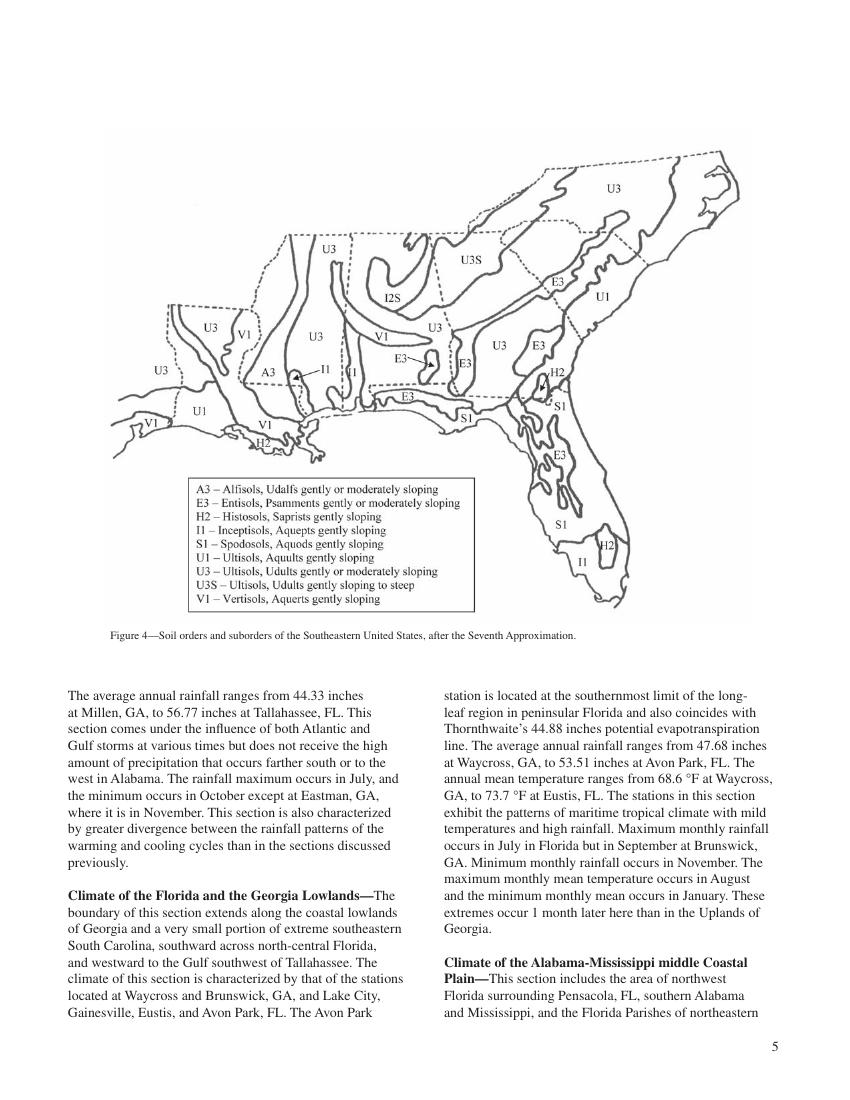 U3
U3S
I2S
E3
U1
U3
U3
V1
U3
V1
A3
U3
V1
U3
E3
E3
U3
E3
I1
I1
H2
U3
U1
V1
V1
H2
E3
S1
S1
E3
S1
H2
I1
A3 – Alfisols, Udalfs gently or moderately sloping
E3 – Entisols, Psamments gently or moderately sloping
H2 – Histosols, Saprists gently sloping
I1 – Inceptisols, Aquepts gently sloping
S1 – Spodosols, Aquods gently sloping
U1 – Ultisols, Aquults gently sloping
U3 – Ultisols, Udults gently or moderately sloping
U3S – Ultisols, Udults gently sloping to steep
V1 – Vertisols, Aquerts gently sloping
Figure 4—Soil orders and suborders of the Southeastern United States, after the Seventh Approximation.
The average annual rainfall ranges from 44.33 inches
at Millen, GA, to 56.77 inches at Tallahassee, FL. This
section comes under the influence of both Atlantic and
Gulf storms at various times but does not receive the high
amount of precipitation that occurs farther south or to the
west in Alabama. The rainfall maximum occurs in July, and
the minimum occurs in October except at Eastman, GA,
where it is in November. This section is also characterized
by greater divergence between the rainfall patterns of the
warming and cooling cycles than in the sections discussed
previously.
Climate of the Florida and the Georgia Lowlands—The
boundary of this section extends along the coastal lowlands
of Georgia and a very small portion of extreme southeastern
South Carolina, southward across north-central Florida,
and westward to the Gulf southwest of Tallahassee. The
climate of this section is characterized by that of the stations
located at Waycross and Brunswick, GA, and Lake City,
Gainesville, Eustis, and Avon Park, FL. The Avon Park
station is located at the southernmost limit of the long-
leaf region in peninsular Florida and also coincides with
Thornthwaite's 44.88 inches potential evapotranspiration
line. The average annual rainfall ranges from 47.68 inches
at Waycross, GA, to 53.51 inches at Avon Park, FL. The
annual mean temperature ranges from 68.6 °F at Waycross,
GA, to 73.7 °F at Eustis, FL. The stations in this section
exhibit the patterns of maritime tropical climate with mild
temperatures and high rainfall. Maximum monthly rainfall
occurs in July in Florida but in September at Brunswick,
GA. Minimum monthly rainfall occurs in November. The
maximum monthly mean temperature occurs in August
and the minimum monthly mean occurs in January. These
extremes occur 1 month later here than in the Uplands of
Georgia.
Climate of the Alabama-Mississippi middle Coastal
Plain—This section includes the area of northwest
Florida surrounding Pensacola, FL, southern Alabama
and Mississippi, and the Florida Parishes of northeastern
5